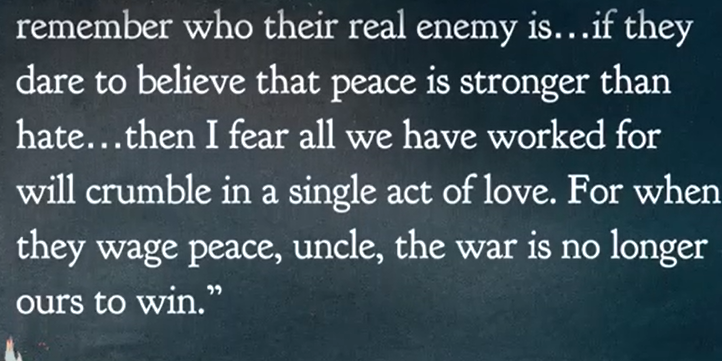 remember who their real enemy is...if they
dare to believe that peace is stronger than
hate...then I fear all we have worked for
will crumble in a single act of love. For when
they wage peace, uncle, the war is no longer
ours to win.”